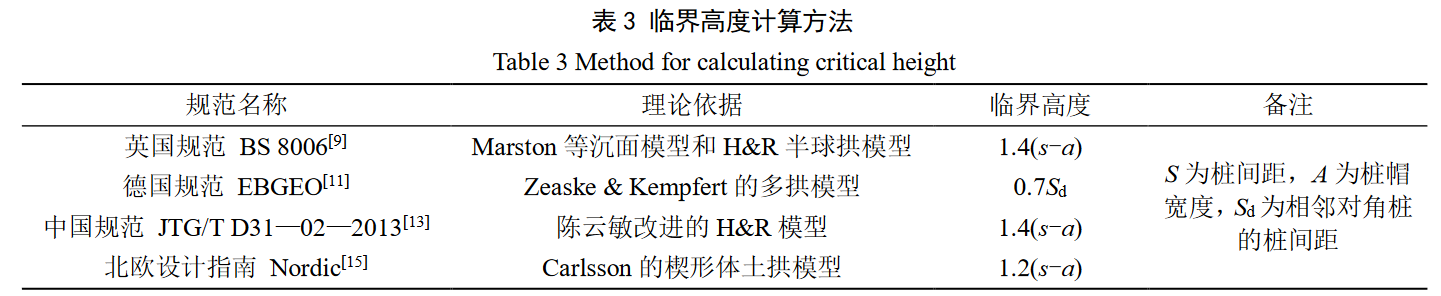 表 3 临界高度计算方法
Table 3 Method for calculating critical height
规范名称 理论依据 临界高度 备注
英国规范 BS 8006[9] Marston 等沉面模型和 H&R 半球拱模型 1.4(s−a)
德国规范 EBGEO[11] Zeaske & Kempfert 的多拱模型 0.7Sd
中国规范 JTG/T D31—02—2013[13] 陈云敏改进的 H&R 模型 1.4(s−a)
北欧设计指南 Nordic[15] Carlsson 的楔形体土拱模型 1.2(s−a)
S 为桩间距，A 为桩帽
宽度，Sd 为相邻对角桩
的桩间距